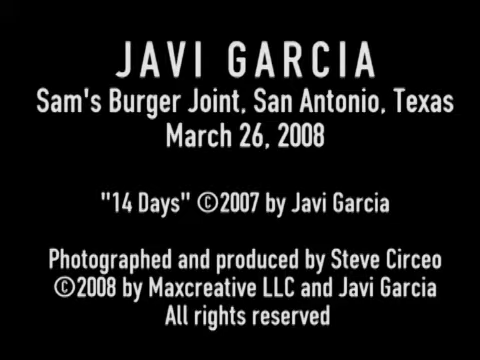 JAVI GARCIA
Sam's Burger Joint, San Antonio, Texas
March 26, 2008
"14 Days" ©2007 by Javi Garcia
Photographed and produced by Steve Circeo
©2008 by Maxcreative LLC and Javi Garcia
All rights reserved